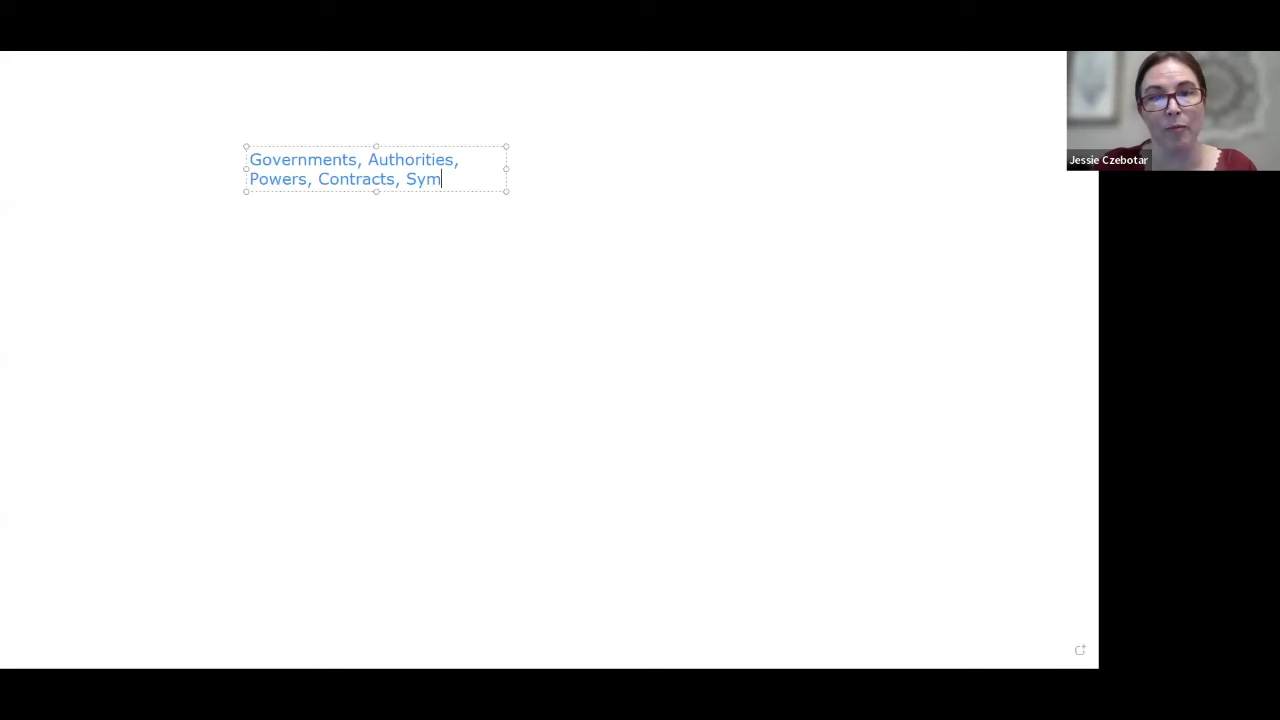 Governments, Authorities,
Powers, Contracts, Sym
Jessie Czebotar